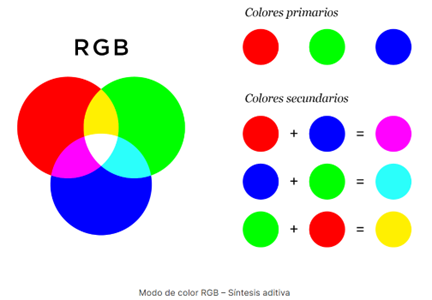 Colores primarios
RGB
Colores secundarios
+ =
+ =
+ =
Modo de color RGB – Síntesis aditiva